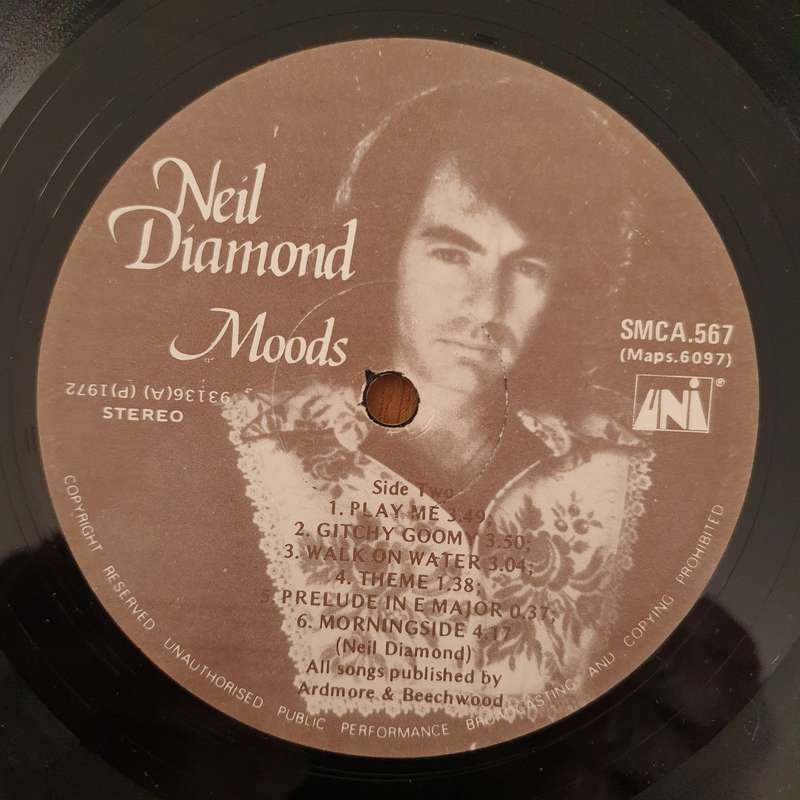 Neil
Diamond
Moods
SMCA.567
(Maps.6097)
UNI®
93136(A) (P)1972
STEREO
Side Two
1. PLAY ME 3.49;
2. GITCHY GOOM 3.50;
3. WALK ON WATER 3.04;
4. THEME 1.38;
5. PRELUDE IN E MAJOR 0.37;
6. MORNINGSIDE 4.17
(Neil Diamond)
All songs published by
Ardmore & Beechwood
COPYRIGHT RESERVED UNAUTHORISED PUBLIC PERFORMANCE BROADCASTING AND COPYING PROHIBITED